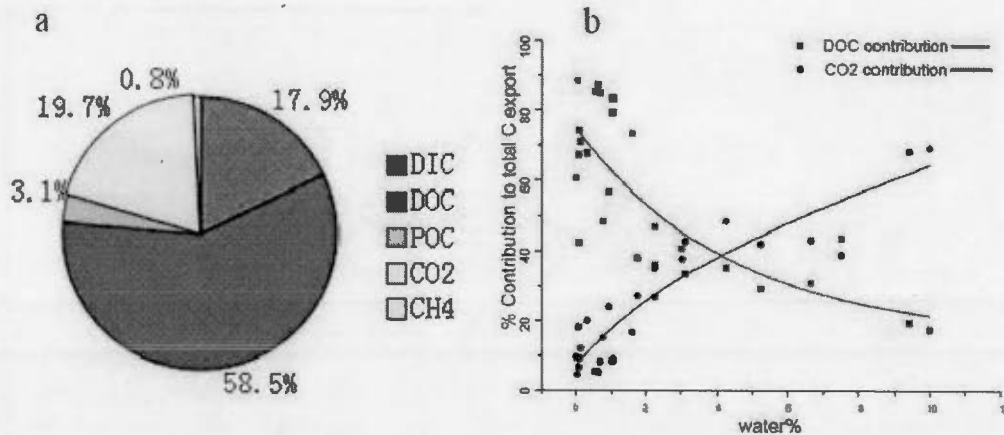 a
0.8%
19.7%
17.9%
3.1%
58.5%
DIC
DOC
POC
CO2
CH4
b
DOC contribution
CO2 contribution
% Contribution to total C export
100
80
60
40
20
0
0
2
4
6
8
10
water%